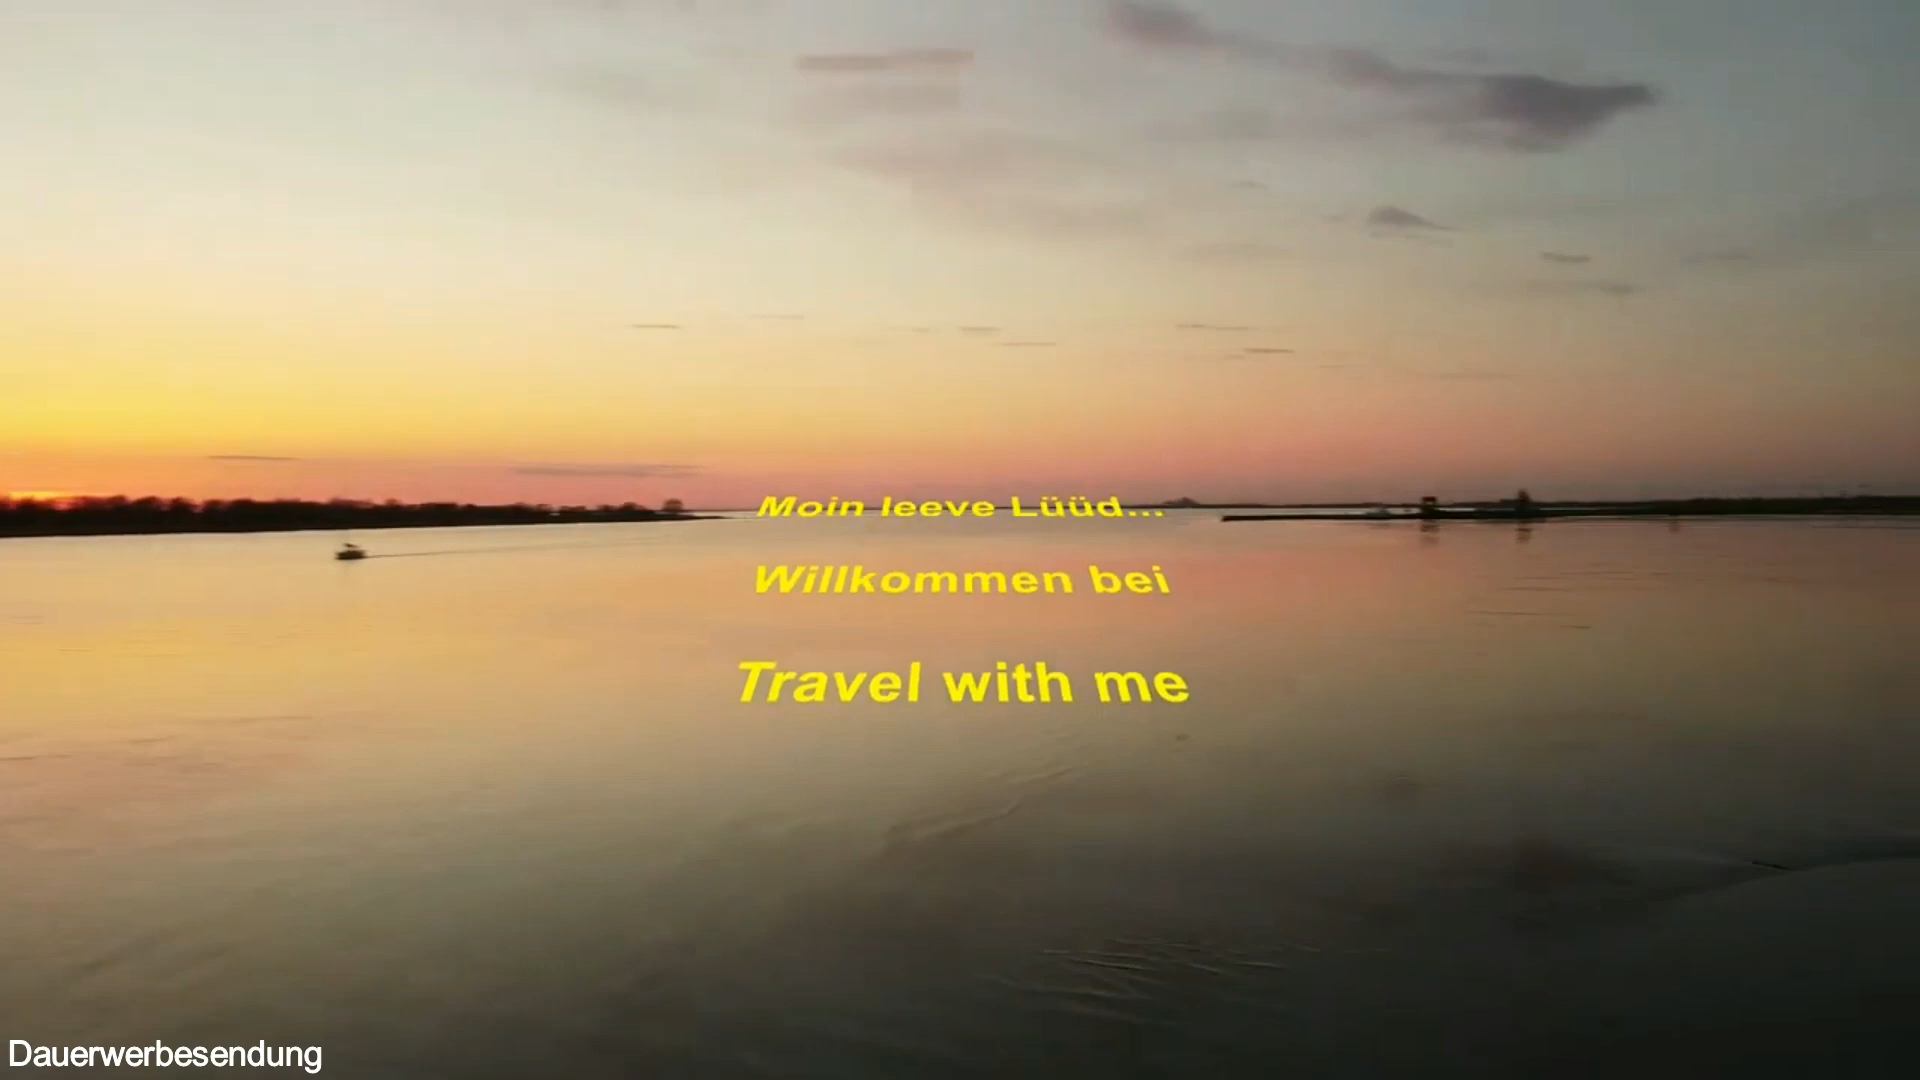 Moin leeve Lüüd...
Willkommen bei
Travel with me
Dauerwerbesendung